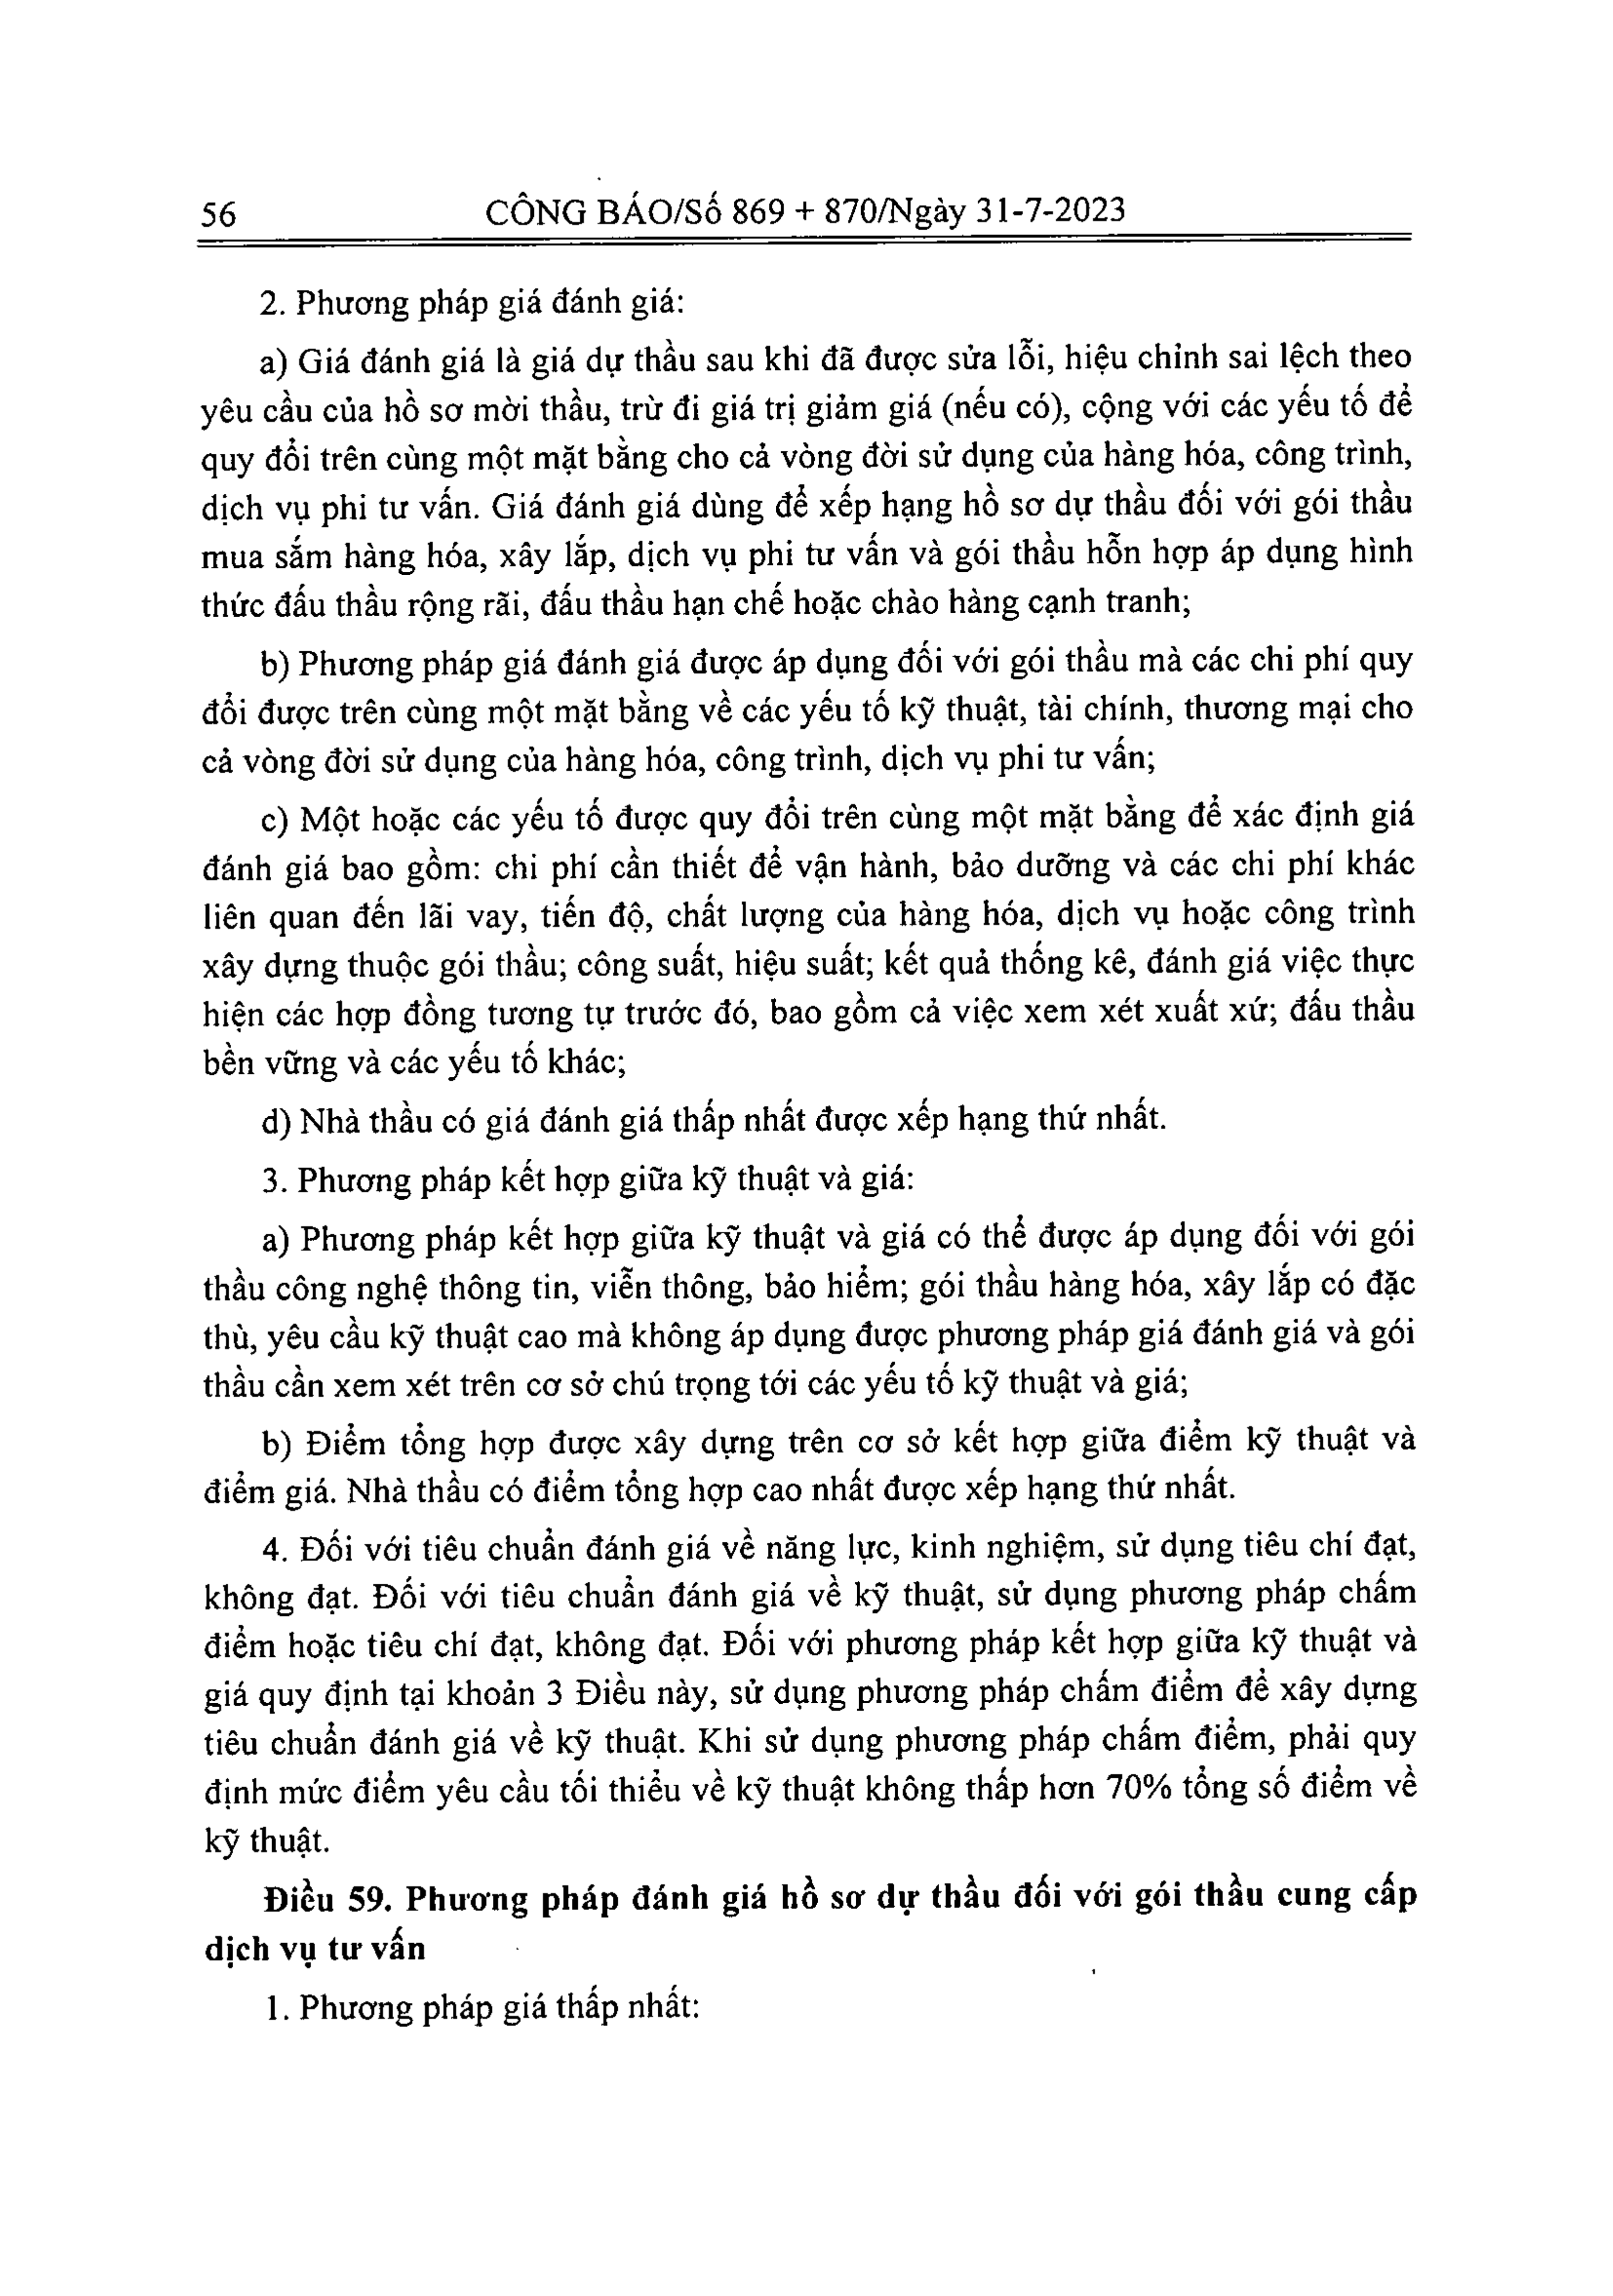 56
CÔNG BÁO/Số 869 + 870/Ngày 31-7-2023
2. Phương pháp giá đánh giá:
a) Giá đánh giá là giá dự thầu sau khi đã được sửa lỗi, hiệu chỉnh sai lệch theo
yêu cầu của hồ sơ mời thầu, trừ đi giá trị giảm giá (nếu có), cộng với các yếu tố để
quy đổi trên cùng một mặt bằng cho cả vòng đời sử dụng của hàng hóa, công trình,
dịch vụ phi tư vấn. Giá đánh giá dùng để xếp hạng hồ sơ dự thầu đối với gói thầu
mua sắm hàng hóa, xây lắp, dịch vụ phi tư vấn và gói thầu hỗn hợp áp dụng hình
thức đấu thầu rộng rãi, đấu thầu hạn chế hoặc chào hàng cạnh tranh;
b) Phương pháp giá đánh giá được áp dụng đối với gói thầu mà các chi phí quy
đổi được trên cùng một mặt bằng về các yếu tố kỹ thuật, tài chính, thương mại cho
cả vòng đời sử dụng của hàng hóa, công trình, dịch vụ phi tư vấn;
c) Một hoặc các yếu tố được quy đổi trên cùng một mặt bằng để xác định giá
đánh giá bao gồm: chi phí cần thiết để vận hành, bảo dưỡng và các chi phí khác
liên quan đến lãi vay, tiến độ, chất lượng của hàng hóa, dịch vụ hoặc công trình
xây dựng thuộc gói thầu; công suất, hiệu suất; kết quả thống kê, đánh giá việc thực
hiện các hợp đồng tương tự trước đó, bao gồm cả việc xem xét xuất xứ; đấu thầu
bền vững và các yếu tố khác;
d) Nhà thầu có giá đánh giá thấp nhất được xếp hạng thứ nhất.
3. Phương pháp kết hợp giữa kỹ thuật và giá:
a) Phương pháp kết hợp giữa kỹ thuật và giá có thể được áp dụng đối với gói
thầu công nghệ thông tin, viễn thông, bảo hiểm; gói thầu hàng hóa, xây lắp có đặc
thù, yêu cầu kỹ thuật cao mà không áp dụng được phương pháp giá đánh giá và gói
thầu cần xem xét trên cơ sở chú trọng tới các yếu tố kỹ thuật và giá;
b) Điểm tổng hợp được xây dựng trên cơ sở kết hợp giữa điểm kỹ thuật và
điểm giá. Nhà thầu có điểm tổng hợp cao nhất được xếp hạng thứ nhất.
4. Đối với tiêu chuẩn đánh giá về năng lực, kinh nghiệm, sử dụng tiêu chí đạt,
không đạt. Đối với tiêu chuẩn đánh giá về kỹ thuật, sử dụng phương pháp chấm
điểm hoặc tiêu chí đạt, không đạt. Đối với phương pháp kết hợp giữa kỹ thuật và
giá quy định tại khoản 3 Điều này, sử dụng phương pháp chấm điểm để xây dựng
tiêu chuẩn đánh giá về kỹ thuật. Khi sử dụng phương pháp chấm điểm, phải quy
định mức điểm yêu cầu tối thiểu về kỹ thuật không thấp hơn 70% tổng số điểm về
kỹ thuật.
Điều 59. Phương pháp đánh giá hồ sơ dự thầu đối với gói thầu cung cấp
dịch vụ tư vấn
1. Phương pháp giá thấp nhất: